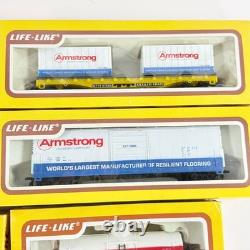 LIFE-LIKE
Armstrong
Armstrong
LIFE-LIKE
Armstrong
WORLD'S LARGEST MANUFACTURER OF RESILIENT FLOORING
LIFE-LIKE